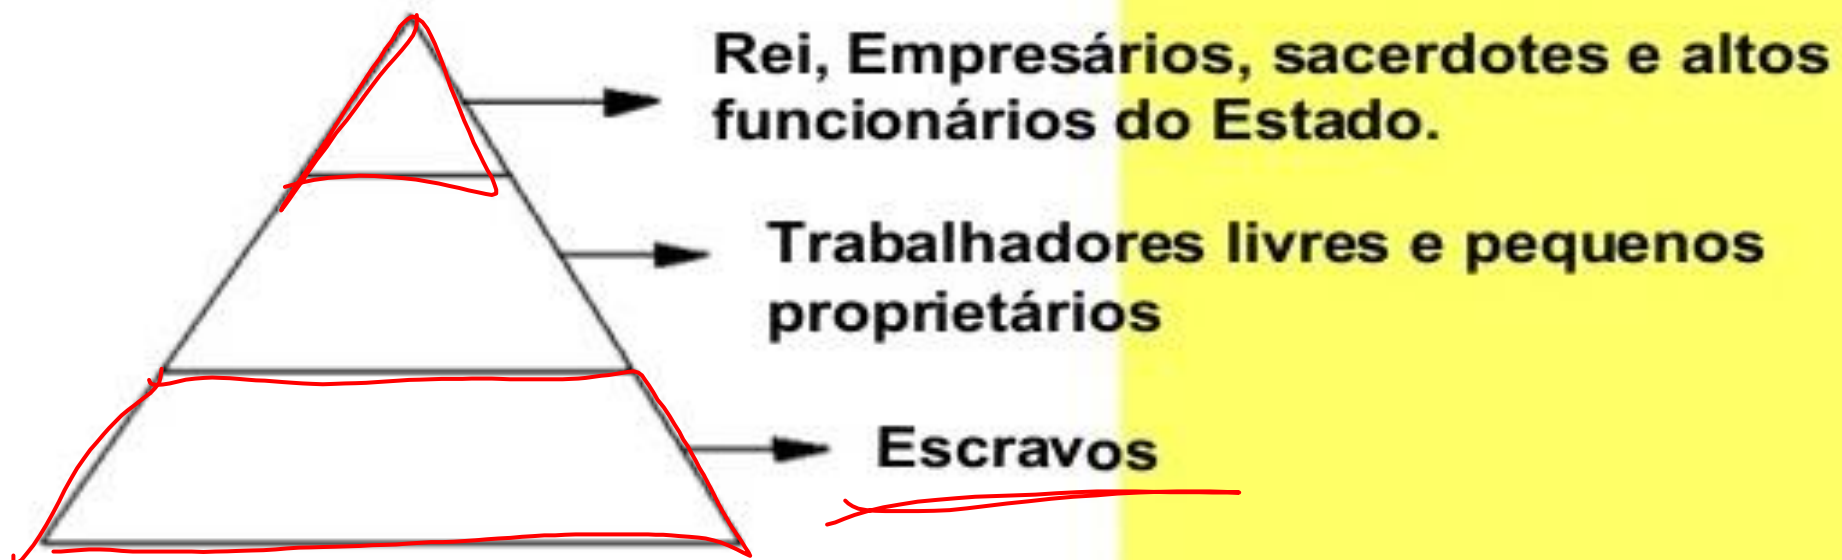 Rei, Empresários, sacerdotes e altos
funcionários do Estado.
Trabalhadores livres e pequenos
proprietários
Escravos